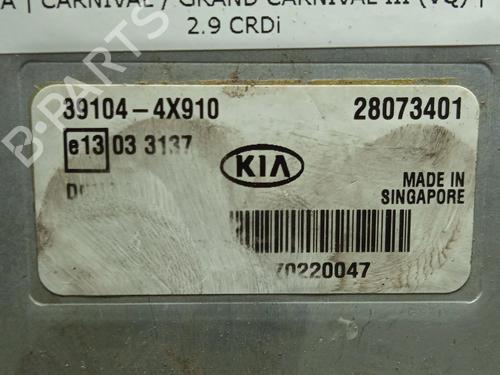 CARNIVAL / GRAND CARNIVAL III (VQ) |
2.9 CRDi
B-PARTS
39104-4X910 28073401
e13 03 3137
KIA
MADE IN
SINGAPORE
70220047